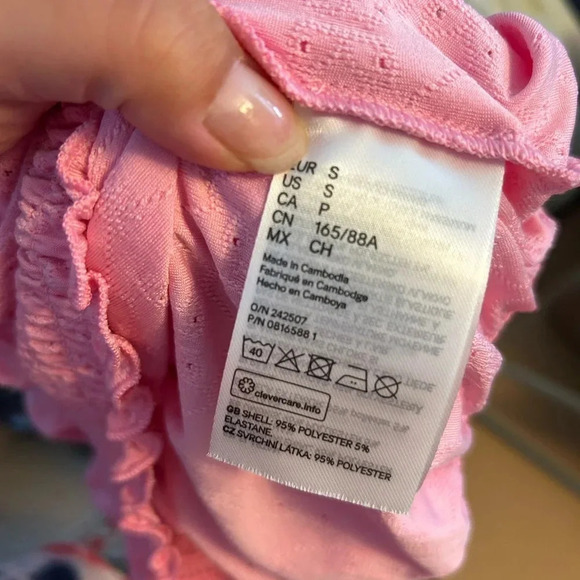 EUR S
US S
CA P
CN 165/88A
MX CH
Made in Cambodia
Fabriqué en Cambodge
Hecho en Camboya
O/N 242507
P/N 0816588 1
40
clevercare.info
GB SHELL: 95% POLYESTER 5%
ELASTANE.
CZ SVRCHNÍ LÁTKA: 95% POLYESTER